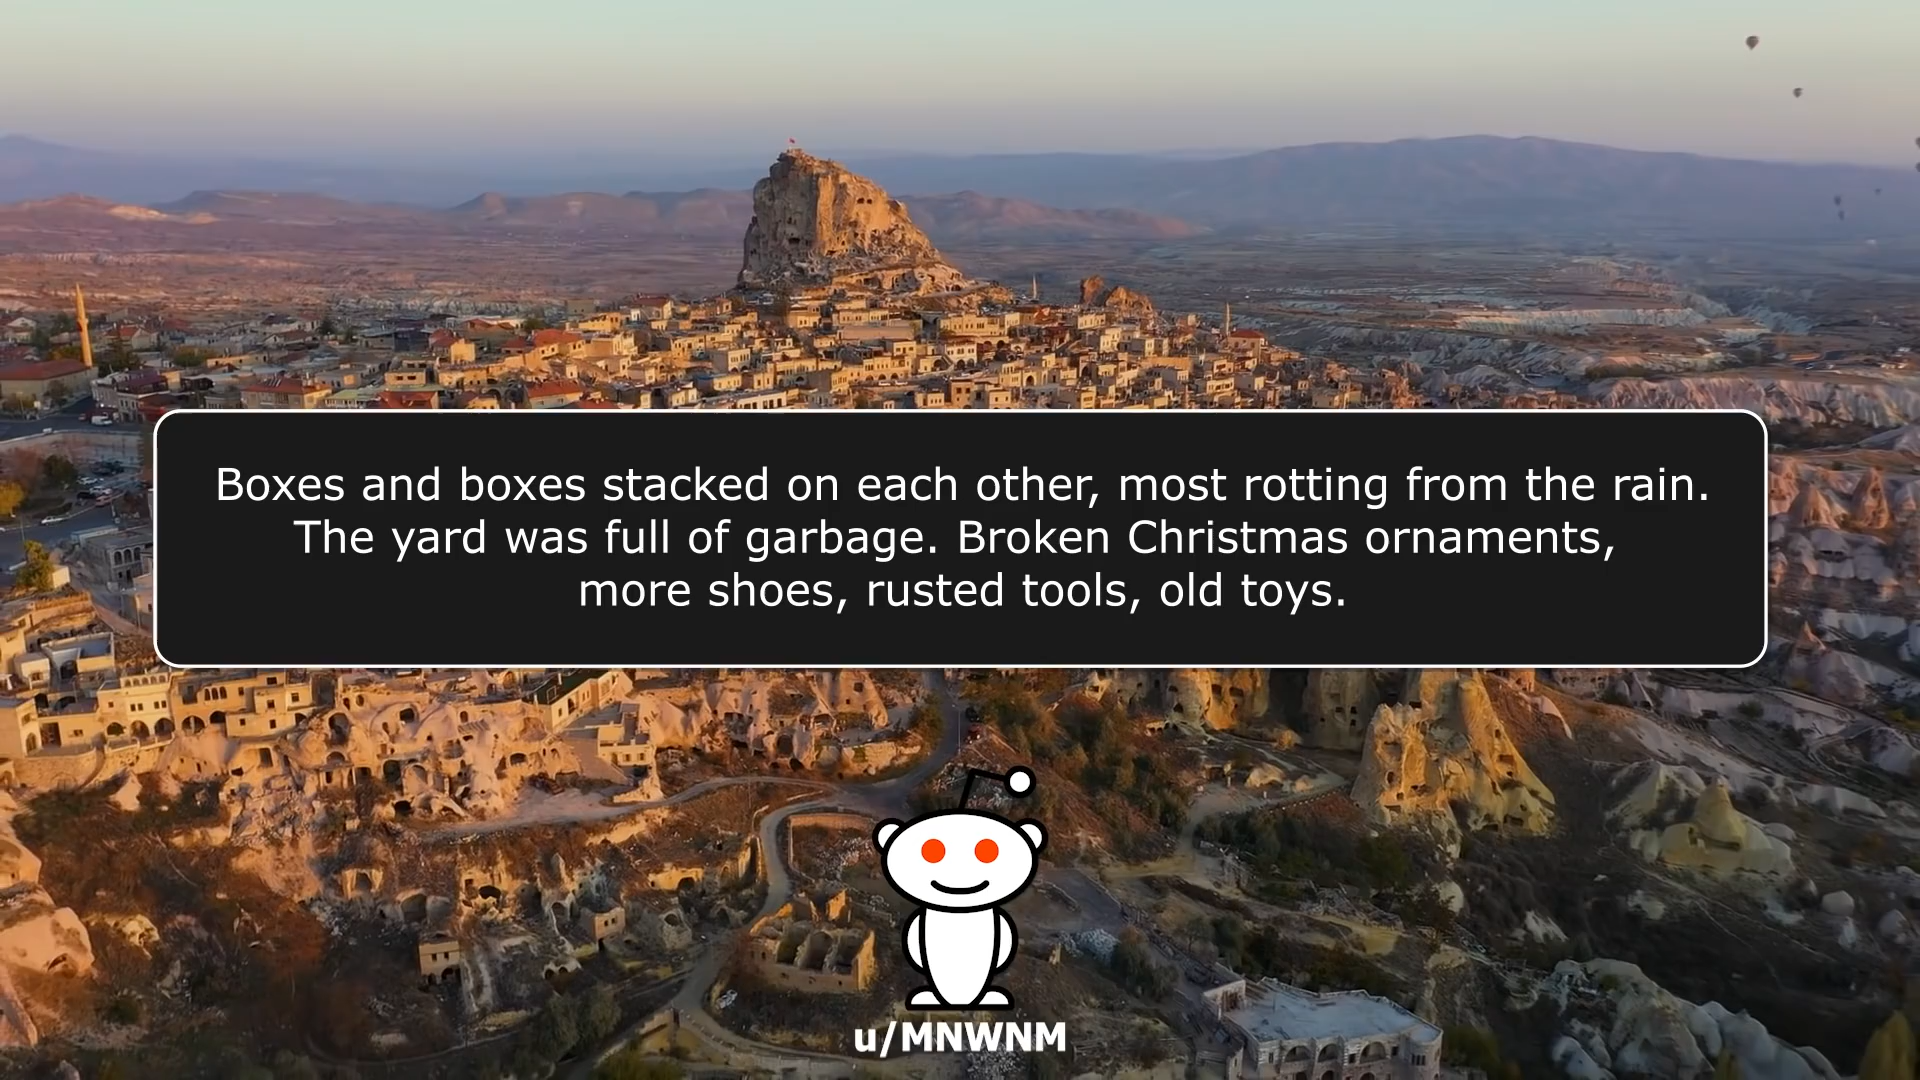 Boxes and boxes stacked on each other, most rotting from the rain.
The yard was full of garbage. Broken Christmas ornaments,
more shoes, rusted tools, old toys.
u/MNWNM